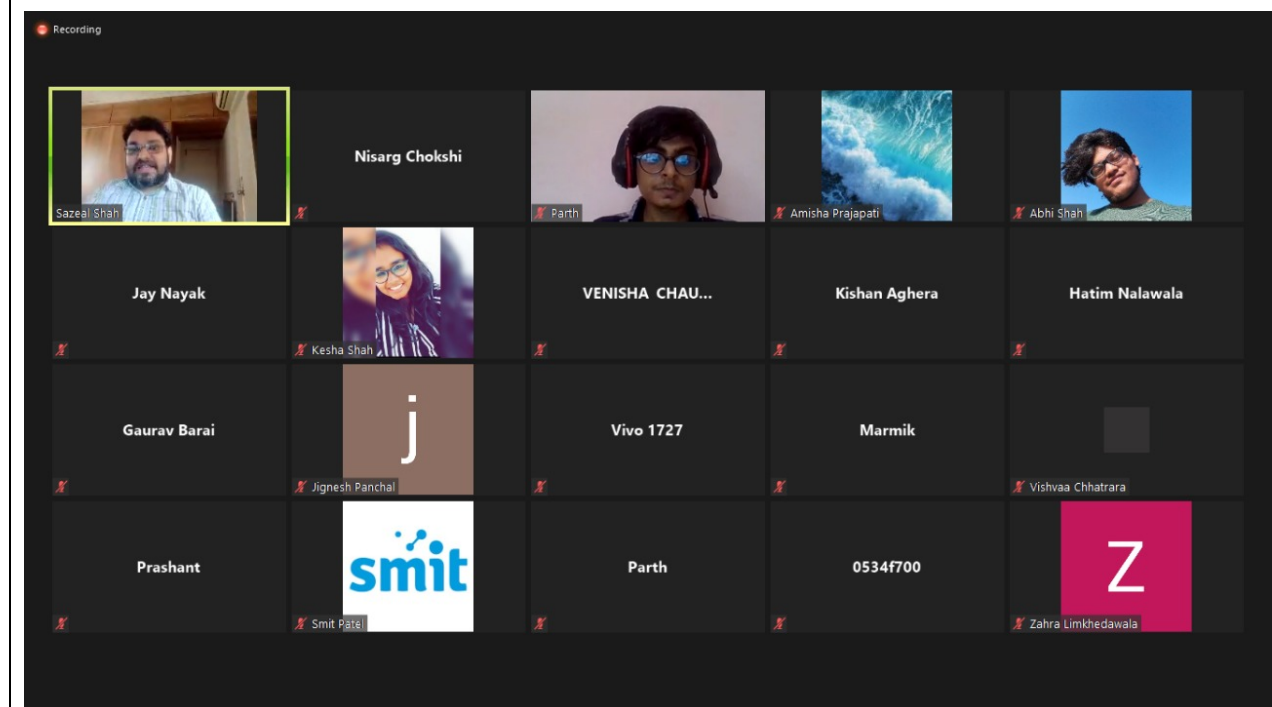 Recording
Sazeal Shah
Nisarg Chokshi
Parth
Amisha Prajapati
Abhi Shah
Jay Nayak
Kesha Shah
VENISHA CHAU...
Kishan Aghera
Hatim Nalawala
Gaurav Barai
j
Jignesh Panchal
Vivo 1727
Marmik
Vishvaa Chhatrara
Prashant
smit
Smit Patel
Parth
0534f700
Z
Zahra Limkhedawala